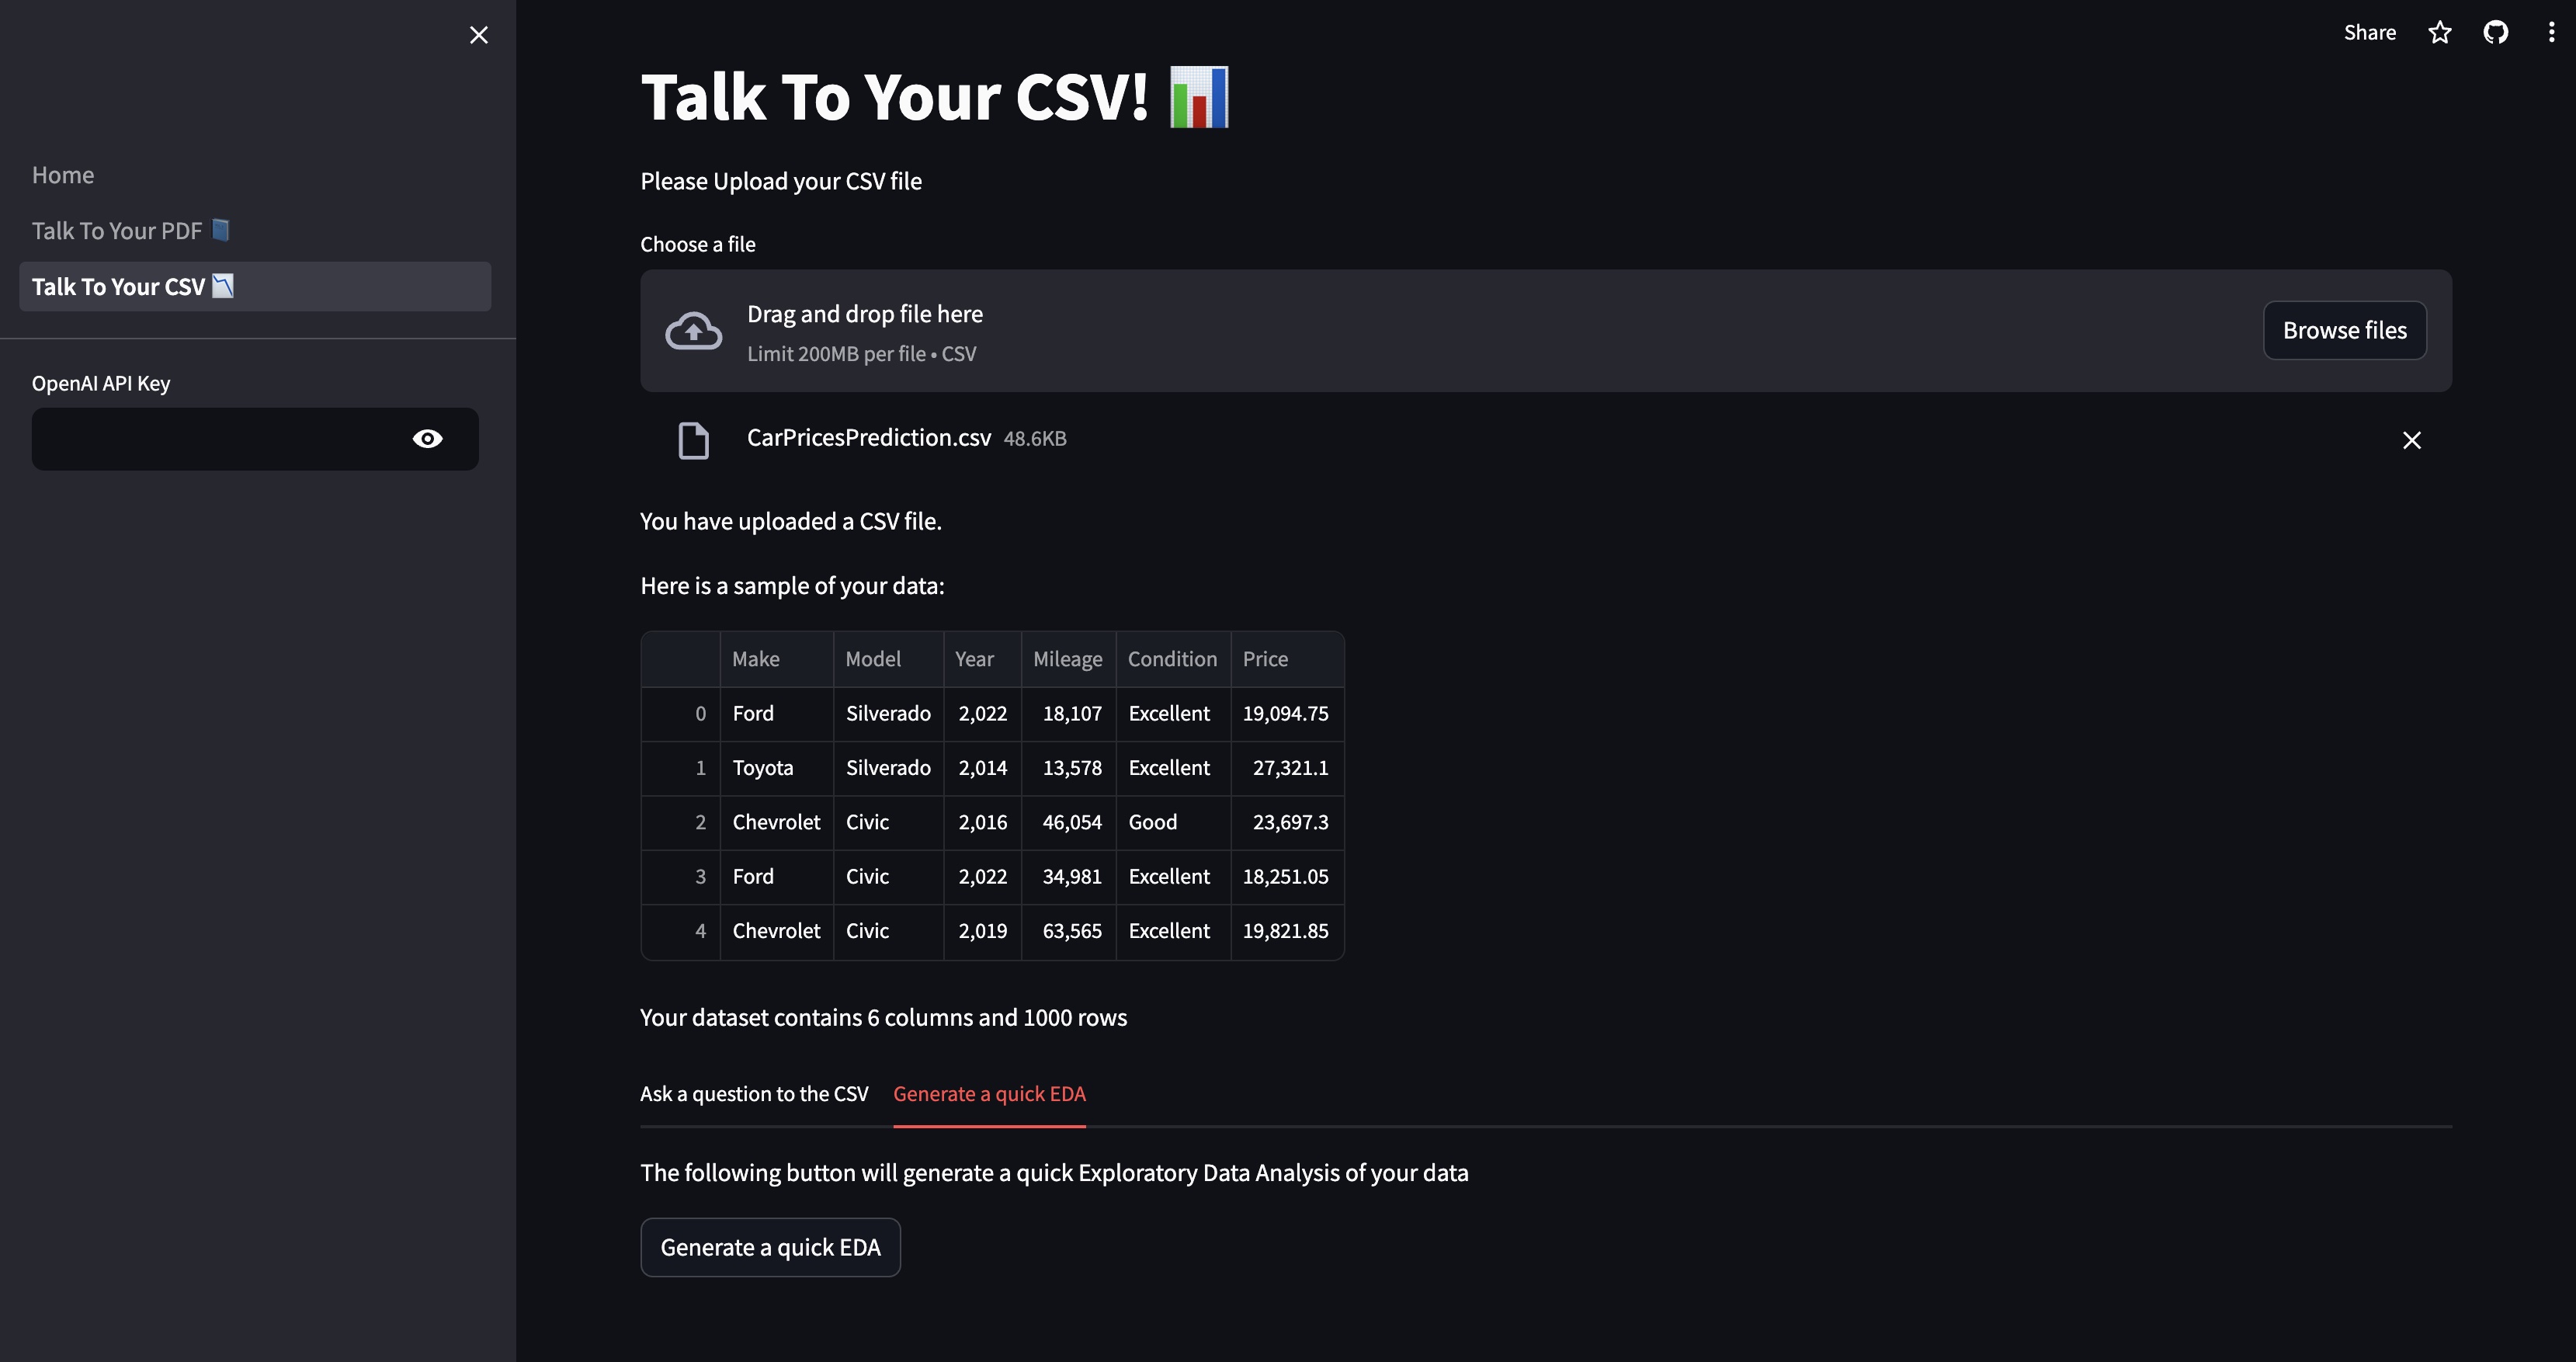 Share
Home
Talk To Your PDF 📘
Talk To Your CSV 📉
OpenAI API Key
Talk To Your CSV! 📊
Please Upload your CSV file
Choose a file
Drag and drop file here
Limit 200MB per file • CSV
Browse files
CarPricesPrediction.csv 48.6KB
You have uploaded a CSV file.
Here is a sample of your data:
Make Model Year Mileage Condition Price
0 Ford Silverado 2,022 18,107 Excellent 19,094.75
1 Toyota Silverado 2,014 13,578 Excellent 27,321.1
2 Chevrolet Civic 2,016 46,054 Good 23,697.3
3 Ford Civic 2,022 34,981 Excellent 18,251.05
4 Chevrolet Civic 2,019 63,565 Excellent 19,821.85
Your dataset contains 6 columns and 1000 rows
Ask a question to the CSV Generate a quick EDA
The following button will generate a quick Exploratory Data Analysis of your data
Generate a quick EDA